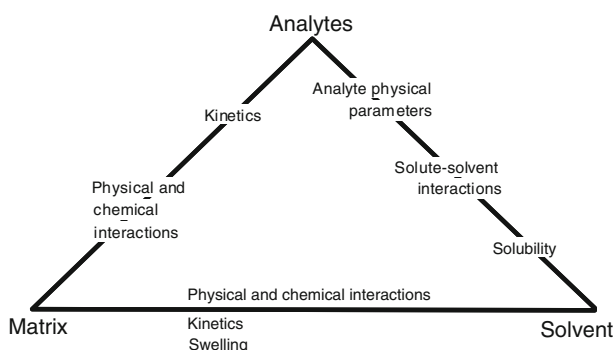 Analytes
Analyte physical
parameters
Kinetics
Solute-solvent
interactions
Physical and
chemical
interactions
Solubility
Physical and chemical interactions
Matrix
Kinetics
Swelling
Solvent